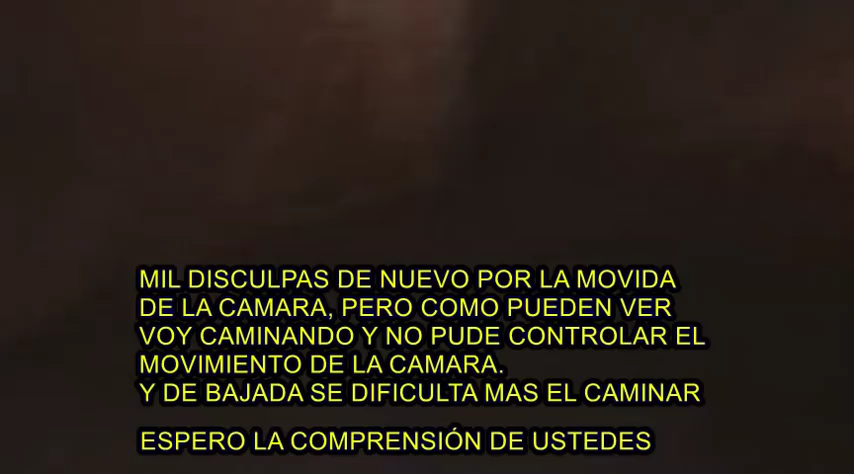 MIL DISCULPAS DE NUEVO POR LA MOVIDA
DE LA CAMARA, PERO COMO PUEDEN VER
VOY CAMINANDO Y NO PUDE CONTROLAR EL
MOVIMIENTO DE LA CAMARA.
Y DE BAJADA SE DIFICULTA MAS EL CAMINAR
ESPERO LA COMPRENSIÓN DE USTEDES